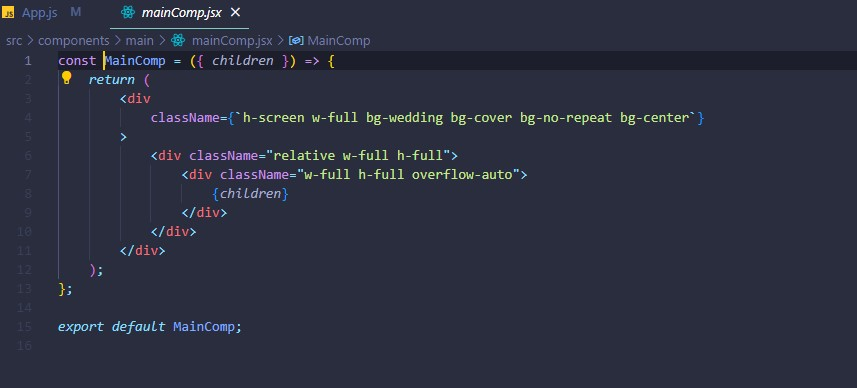 JS App.js M mainComp.jsx ×
src > components > main > mainComp.jsx > MainComp
1 const MainComp = ({ children }) => {
2 return (
3 <div
4 className={`h-screen w-full bg-wedding bg-cover bg-no-repeat bg-center`}
5 >
6 <div className="relative w-full h-full">
7 <div className="w-full h-full overflow-auto">
8 {children}
9 </div>
10 </div>
11 </div>
12 );
13 };
14
15 export default MainComp;
16